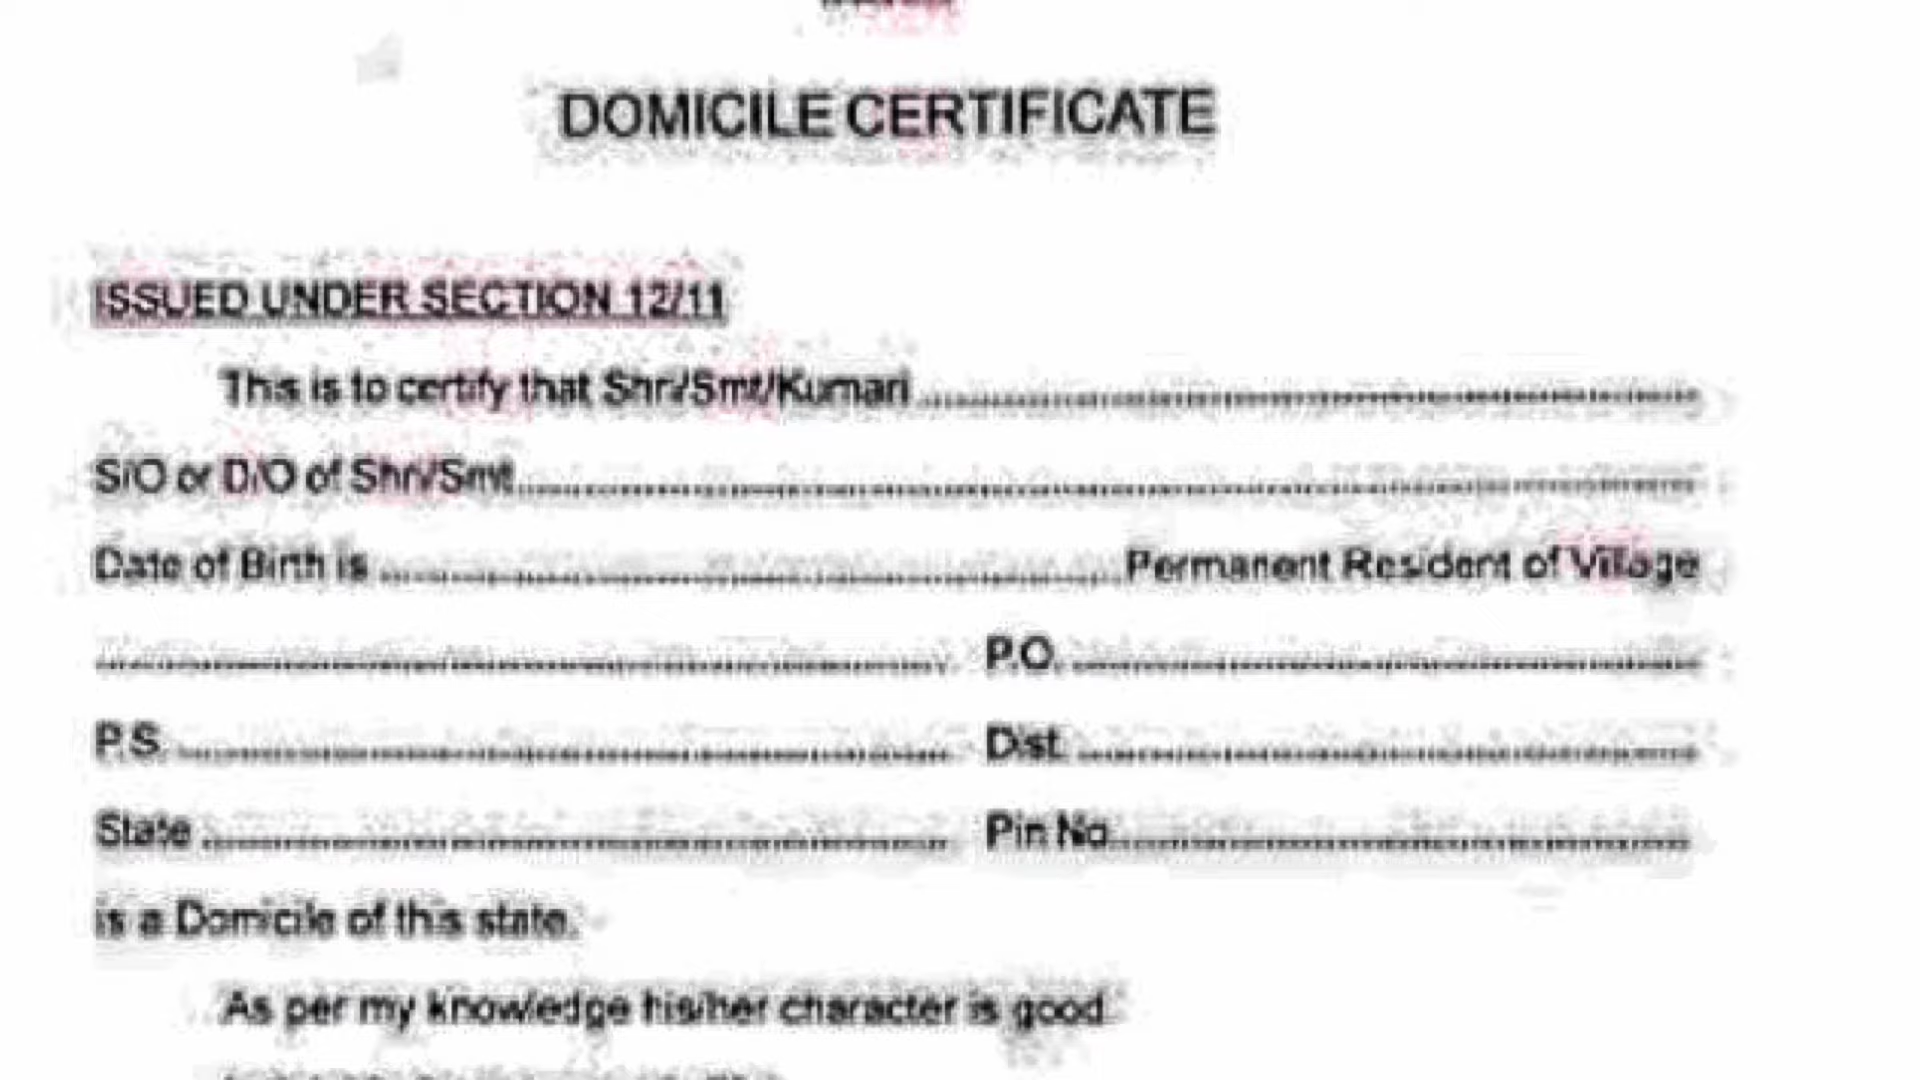 DOMICILE CERTIFICATE
ISSUED UNDER SECTION 12/11
This is to certify that Shri/Smt/Kumari ........................
S/O or D/O of Shri/Smt ........................
Date of Birth is ........................ Permanent Resident of Village
........................ P.O. ........................
P.S. ........................ Dist. ........................
State ........................ Pin No. ........................
is a Domicile of this state.
As per my knowledge his/her character is good.